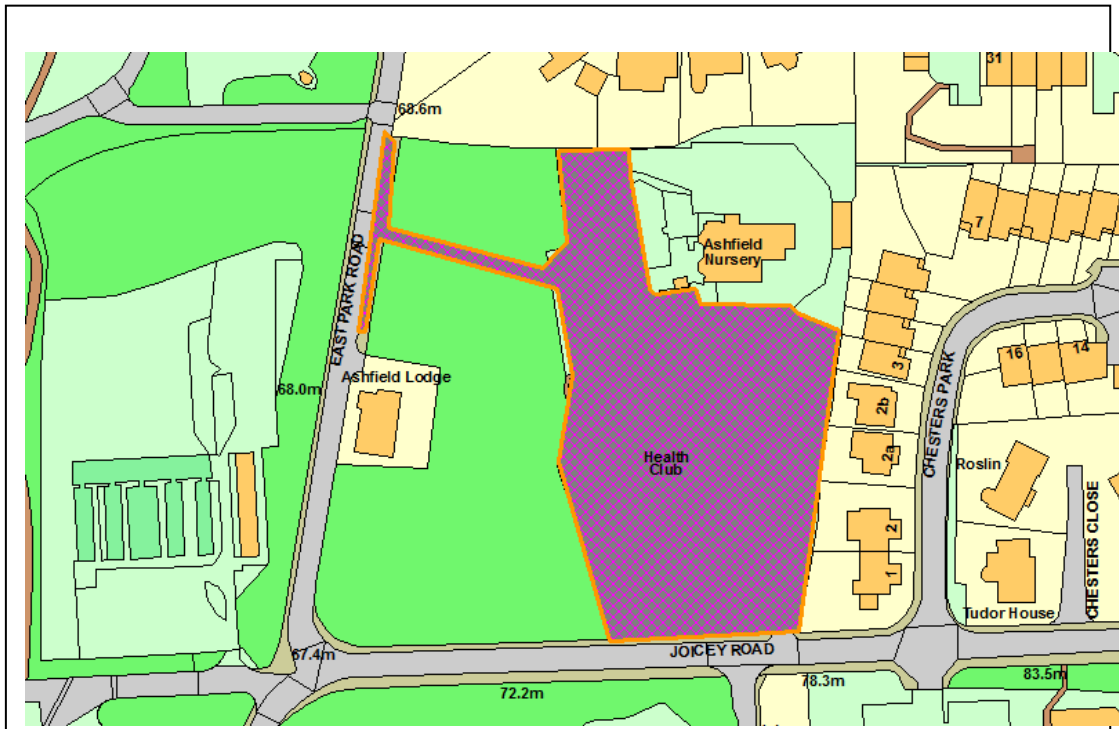 31
68.6m
7
Ashfield
Nursery
EAST PARK ROAD
Ashfield Lodge
68.0m
3
16
14
2b
2a
CHESTERS PARK
Health
Club
Roslin
CHESTERS CLOSE
2
1
Tudor House
67.4m
JOICEY ROAD
72.2m
78.3m
83.5m